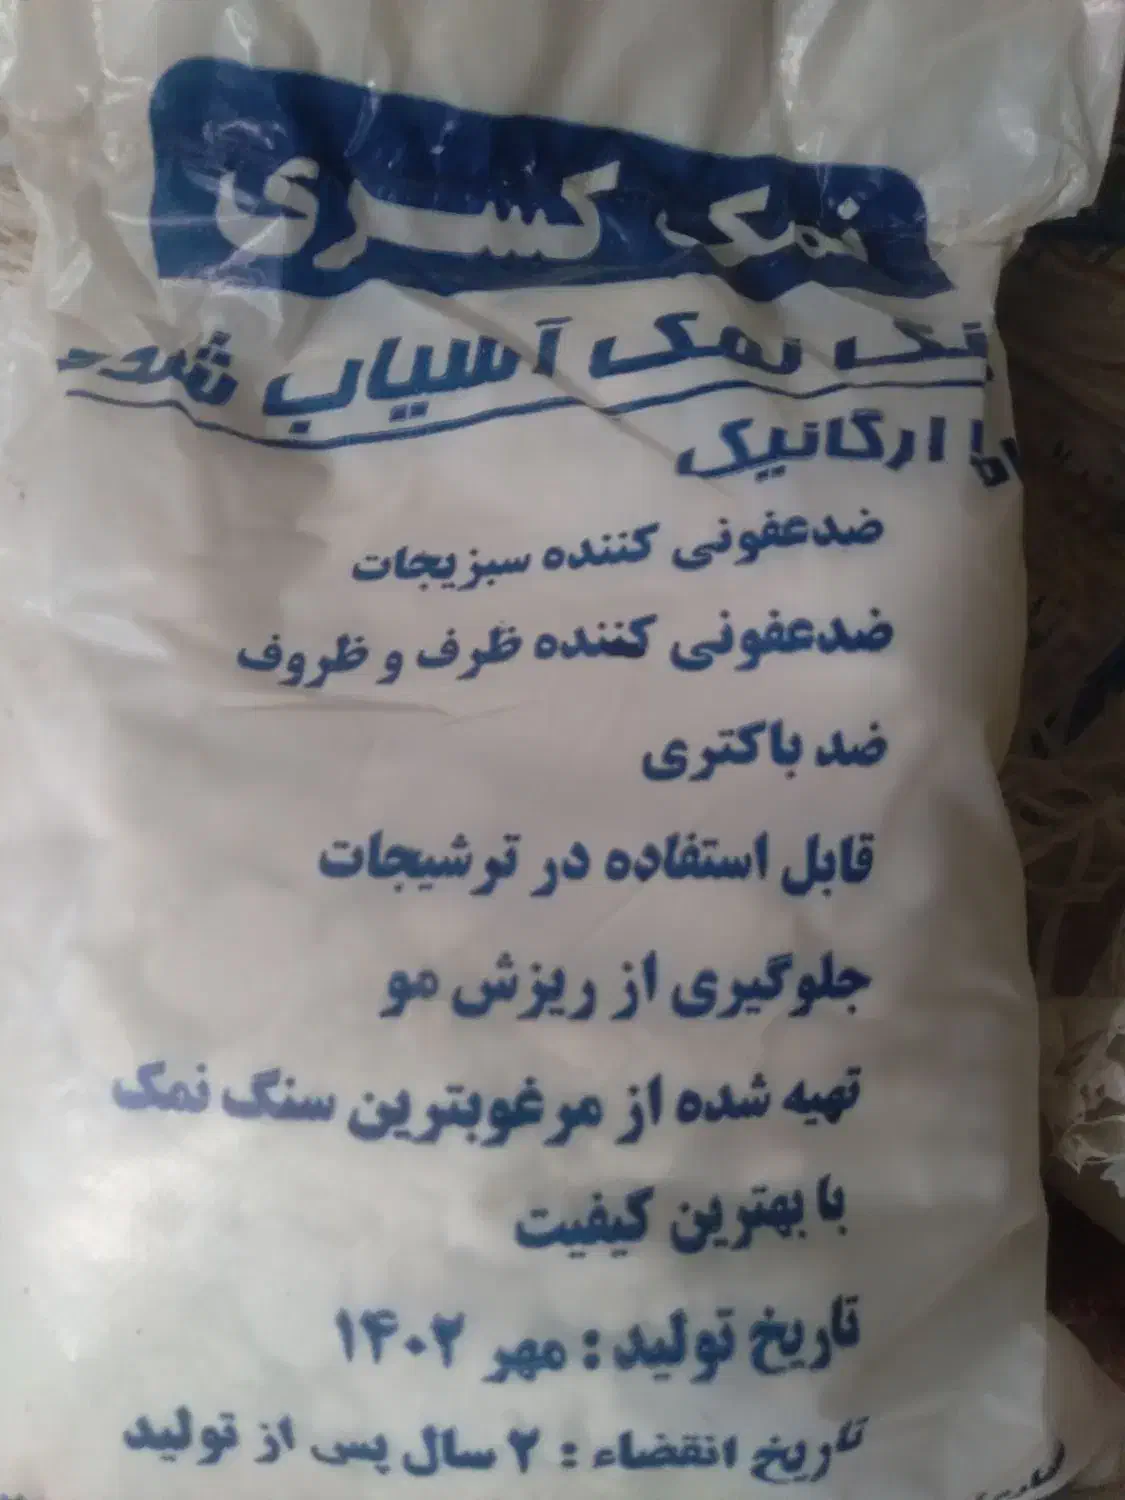 نمک کسری
نمک آسیاب شده
ارگانیک
ضدعفونی کننده سبزیجات
ضدعفونی کننده ظرف و ظروف
ضد باکتری
قابل استفاده در ترشیجات
جلوگیری از ریزش مو
تهیه شده از مرغوبترین سنگ نمک
با بهترین کیفیت
تاریخ تولید : مهر ۱۴۰۲
تاریخ انقضاء : ۲ سال پس از تولید